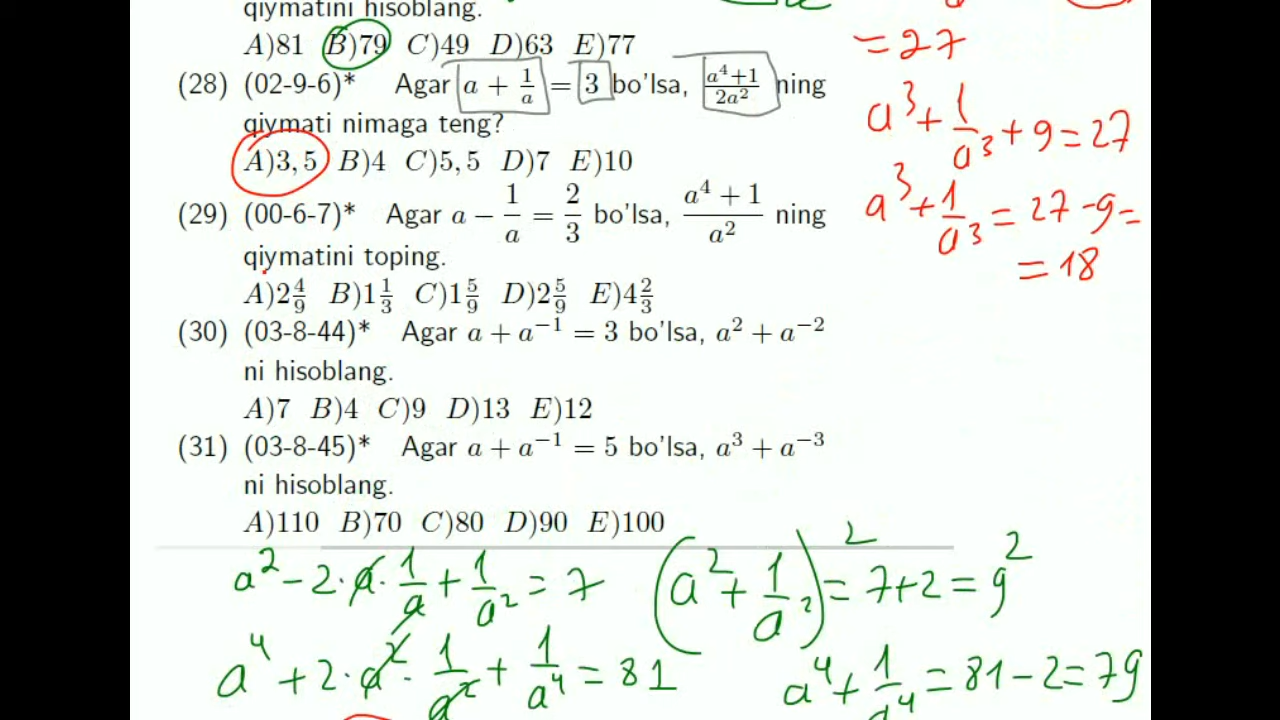 qiymatini hisoblang.
A)81 B)79 C)49 D)63 E)77
(28) (02-9-6)* Agar a + 1/a = 3 bo'lsa, (a⁴+1)/(2a²) ning
qiymati nimaga teng?
A)3,5 B)4 C)5,5 D)7 E)10
(29) (00-6-7)* Agar a − 1/a = 2/3 bo'lsa, (a⁴ + 1)/a² ning
qiymatini toping.
A)2 4/9 B)1 1/3 C)1 5/9 D)2 5/9 E)4 2/3
(30) (03-8-44)* Agar a + a⁻¹ = 3 bo'lsa, a² + a⁻²
ni hisoblang.
A)7 B)4 C)9 D)13 E)12
(31) (03-8-45)* Agar a + a⁻¹ = 5 bo'lsa, a³ + a⁻³
ni hisoblang.
A)110 B)70 C)80 D)90 E)100
= 27
a³ + 1/a³ + 9 = 27
a³ + 1/a³ = 27 - 9 =
= 18
a² - 2·a·1/a + 1/a² = 7
(a² + 1/a²)² = 7+2 = 9²
a⁴ + 2·a²·1/a² + 1/a⁴ = 81
a⁴ + 1/a⁴ = 81 - 2 = 79